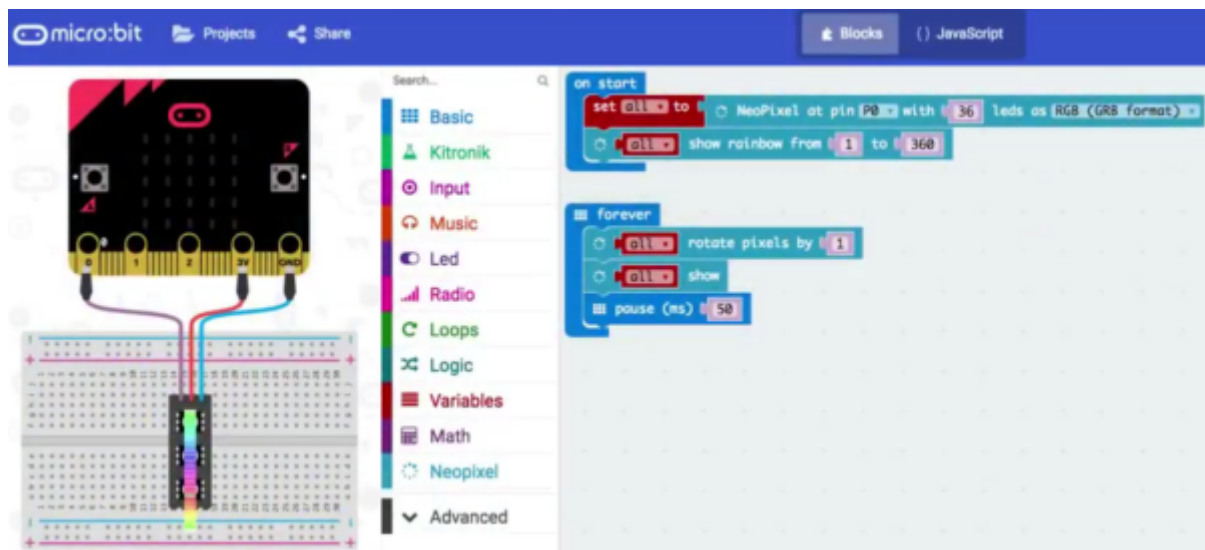 micro:bit Projects Share Blocks {} JavaScript
Search...
Basic
Kitronik
Input
Music
Led
Radio
Loops
Logic
Variables
Math
Neopixel
Advanced
on start
set all to NeoPixel at pin P0 with 36 leds as RGB (GRB format)
all show rainbow from 1 to 360
forever
all rotate pixels by 1
all show
pause (ms) 50
0 1 2 3V GND